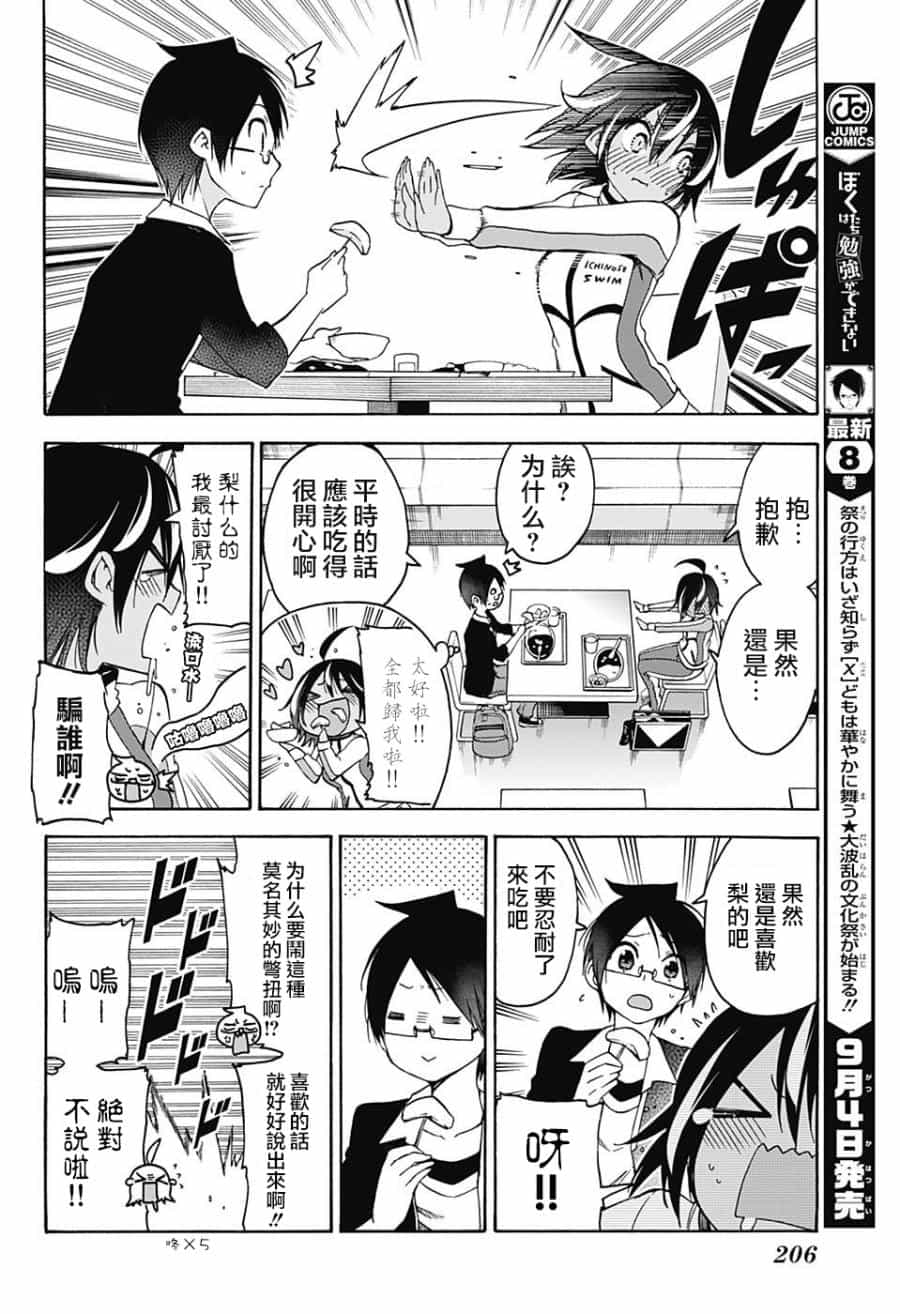 じゅ
ぱっ
ICHINOSE
SWIM
JUMP
COMICS
ぼくたちは勉強ができない
最新
8
巻
祭の行方はいざ知らず[X]どもは華やかに舞う★大波乱の文化祭が始まる!!
9月4日発売
抱…
抱歉
果然
還是…
誒?
为什么?
平時的話
應該吃得
很開心啊
太好啦!!
全都歸我啦!!
梨什么的
我最討厭了!!
流口水—
咕嚕嚕嚕嚕
騙誰啊!!
果然
還是喜歡
梨的吧
呀!!
不要忍耐了
来吃吧
为什么要鬧這種
莫名其妙的彆扭啊!?
喜歡的話
就好好說出來啊!!
ドドドドド
嗚—
嗚—
絕對
不說啦!!
咚×5
206